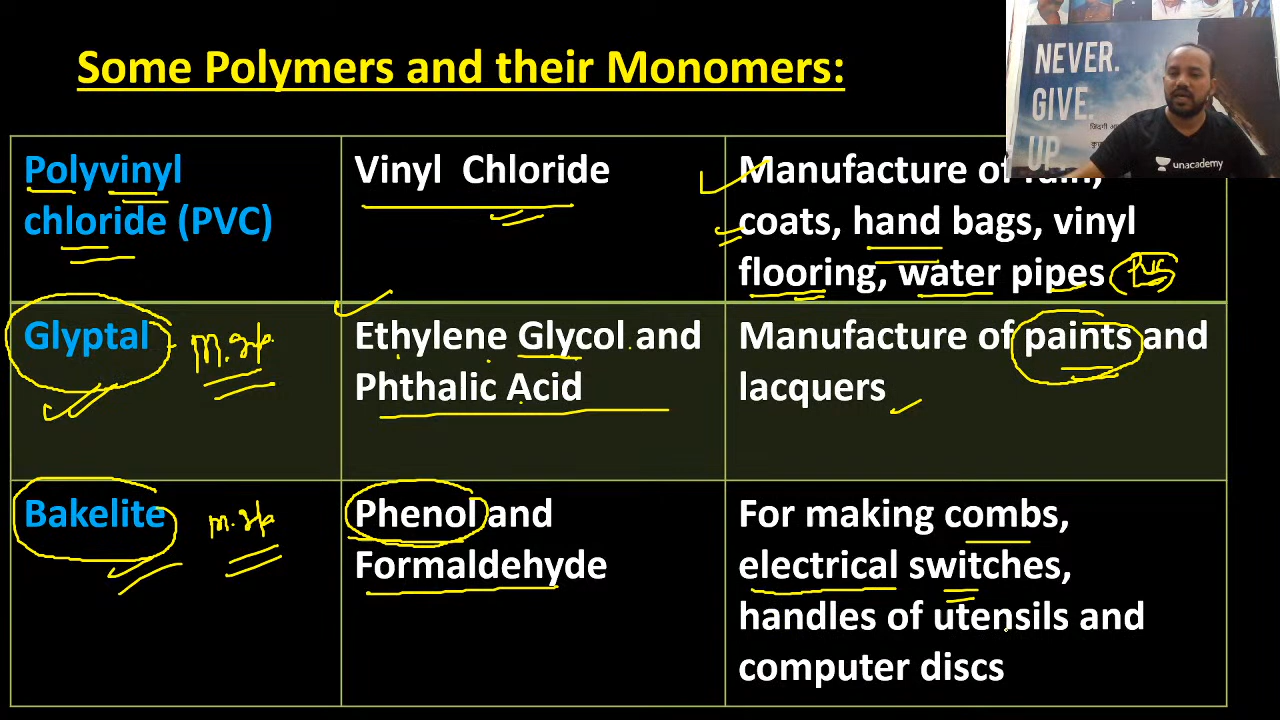 Some Polymers and their Monomers:
NEVER.
GIVE.
UP.
unacademy
Polyvinyl
chloride (PVC)
Vinyl Chloride
Manufacture of rain,
coats, hand bags, vinyl
flooring, water pipes
PVC
Glyptal
Ethylene Glycol and
Phthalic Acid
Manufacture of paints and
lacquers
Bakelite
Phenol and
Formaldehyde
For making combs,
electrical switches,
handles of utensils and
computer discs